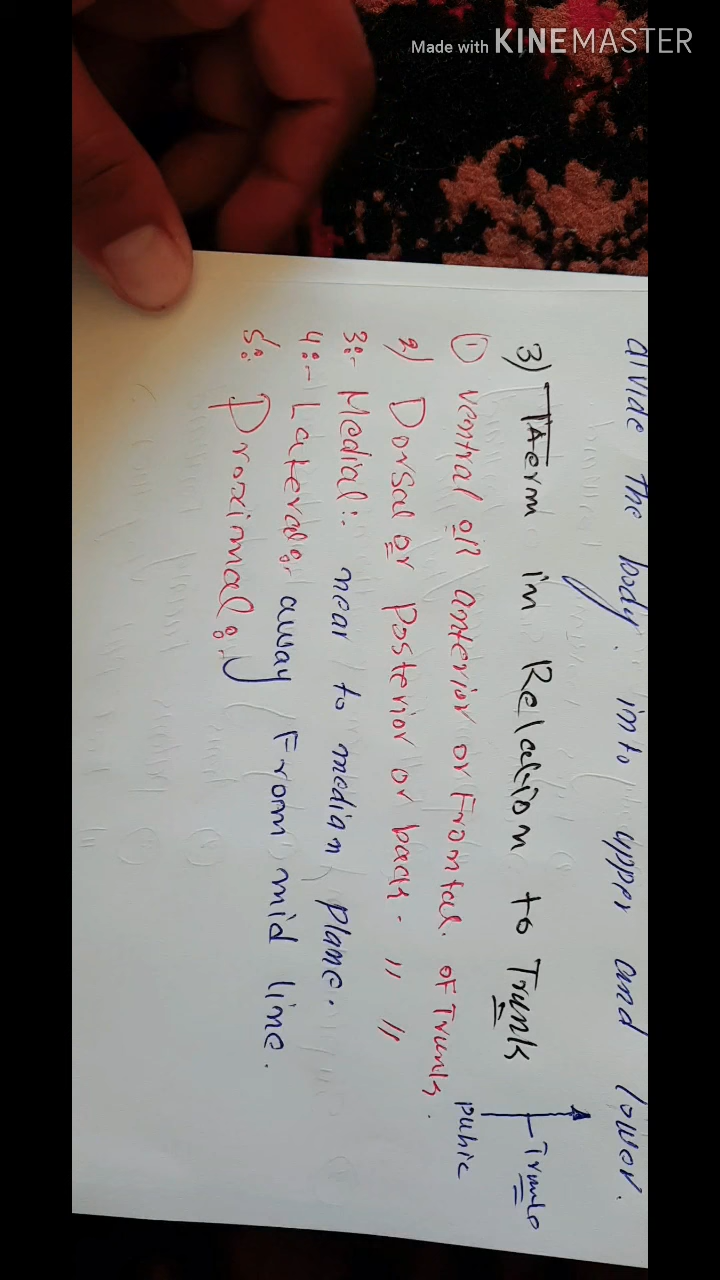 Made with KINEMASTER
divide the body. into upper and lower.
3) TAerm in Relation to Trunk
Trunk
pubic
① ventral or anterior or Frontal. of Trunk.
2) Dorsal or Posterior or back. " "
3:- Medial:. near to median plane.
4:- Lateral:- away From mid line.
5:. Proximal:-